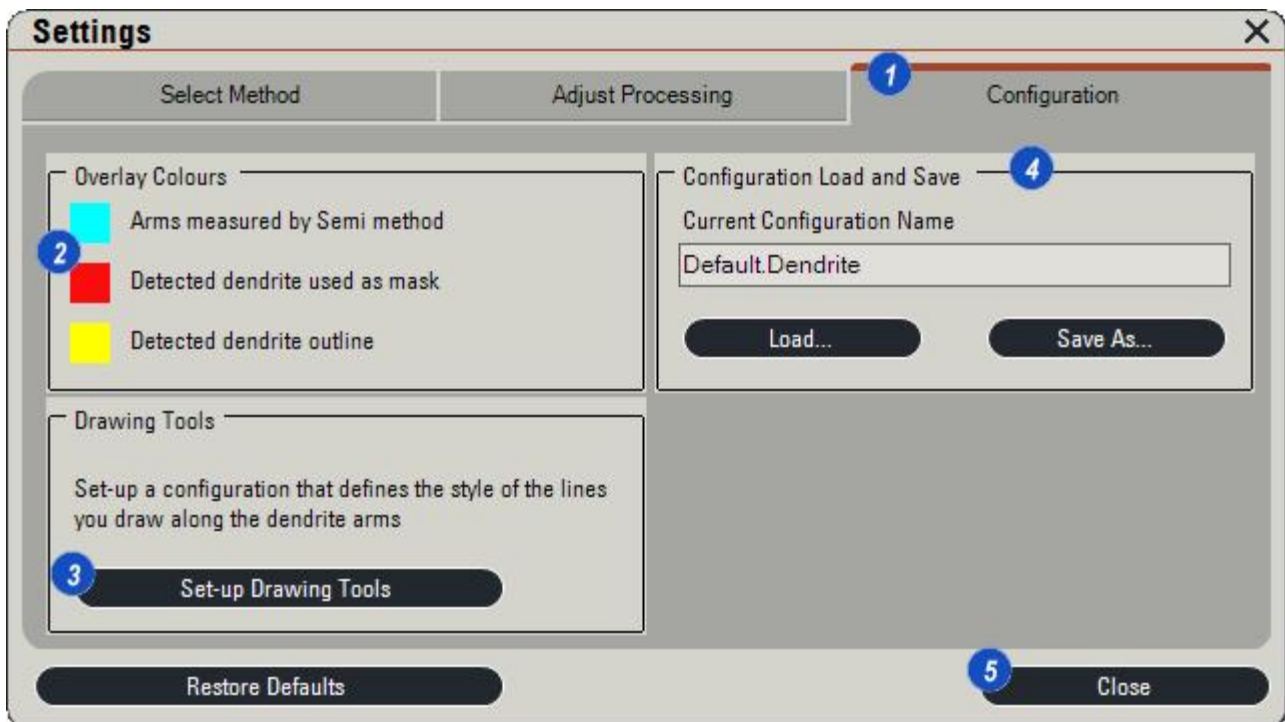 Settings
Select Method
Adjust Processing
1
Configuration
Overlay Colours
2
Arms measured by Semi method
Detected dendrite used as mask
Detected dendrite outline
Configuration Load and Save
4
Current Configuration Name
Default.Dendrite
Load...
Save As...
Drawing Tools
Set-up a configuration that defines the style of the lines
you draw along the dendrite arms
3
Set-up Drawing Tools
Restore Defaults
5
Close